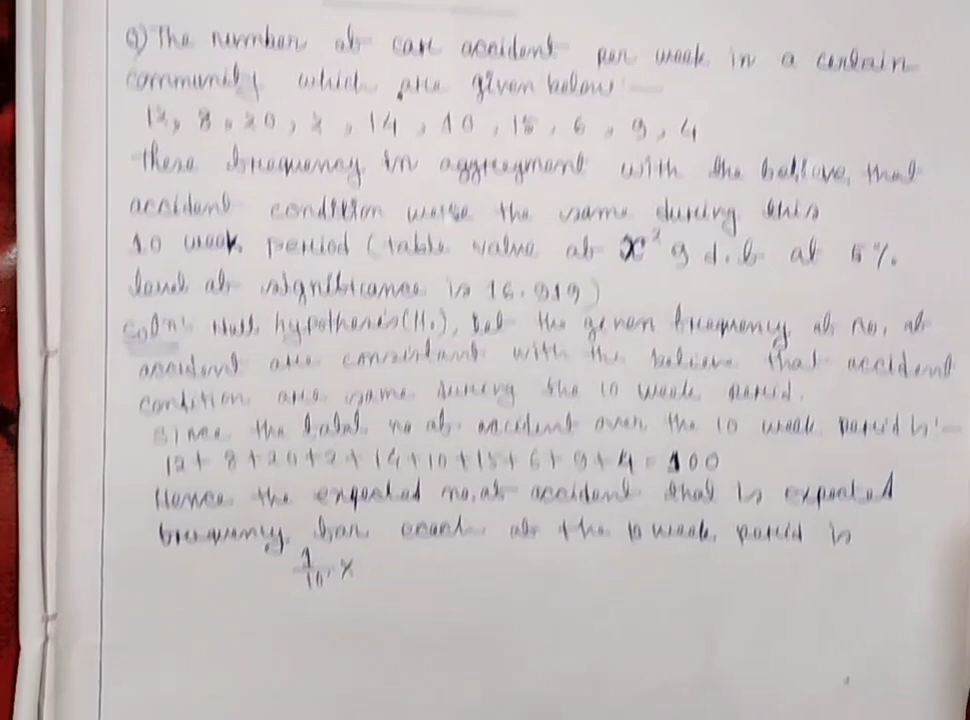 Q) The number of car accident per week in a certain
community which are given below :-
12, 8, 20, 2, 14, 10, 15, 6, 9, 4
these frequency in aggreyment with the believe that
accident condition were the same during this
10 week period (table value of x² 9 d.f at 5%
level of significance is 16.919)
Soln: Null hypothesis (H₀), Let the given frequency of no. of
accident are consistant with the believe that accident
condition are same during the 10 week period.
Since the total no of accident over the 10 week period is :-
12 + 8 + 20 + 2 + 14 + 10 + 15 + 6 + 9 + 4 = 100
Hence the expected no. of accident that is expected
frequency for each of the 10 week period is
1/10 ×